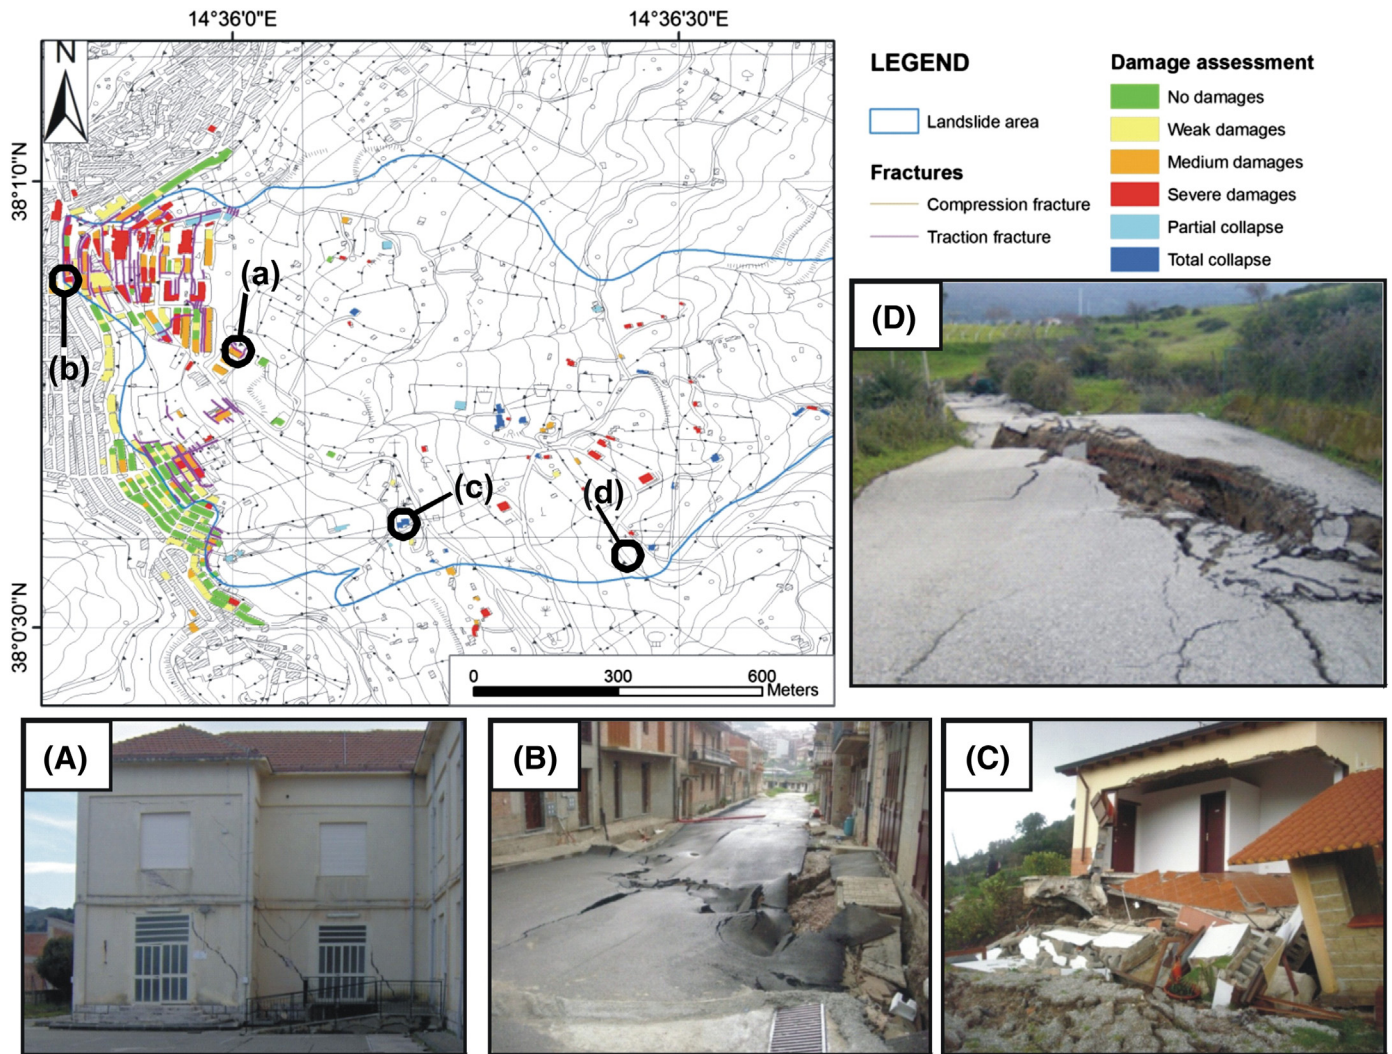 14°36'0"E
14°36'30"E
N
38°1'0"N
38°0'30"N
(a)
(b)
(c)
(d)
0 300 600
Meters
LEGEND
Landslide area
Fractures
Compression fracture
Traction fracture
Damage assessment
No damages
Weak damages
Medium damages
Severe damages
Partial collapse
Total collapse
(D)
(A)
(B)
(C)